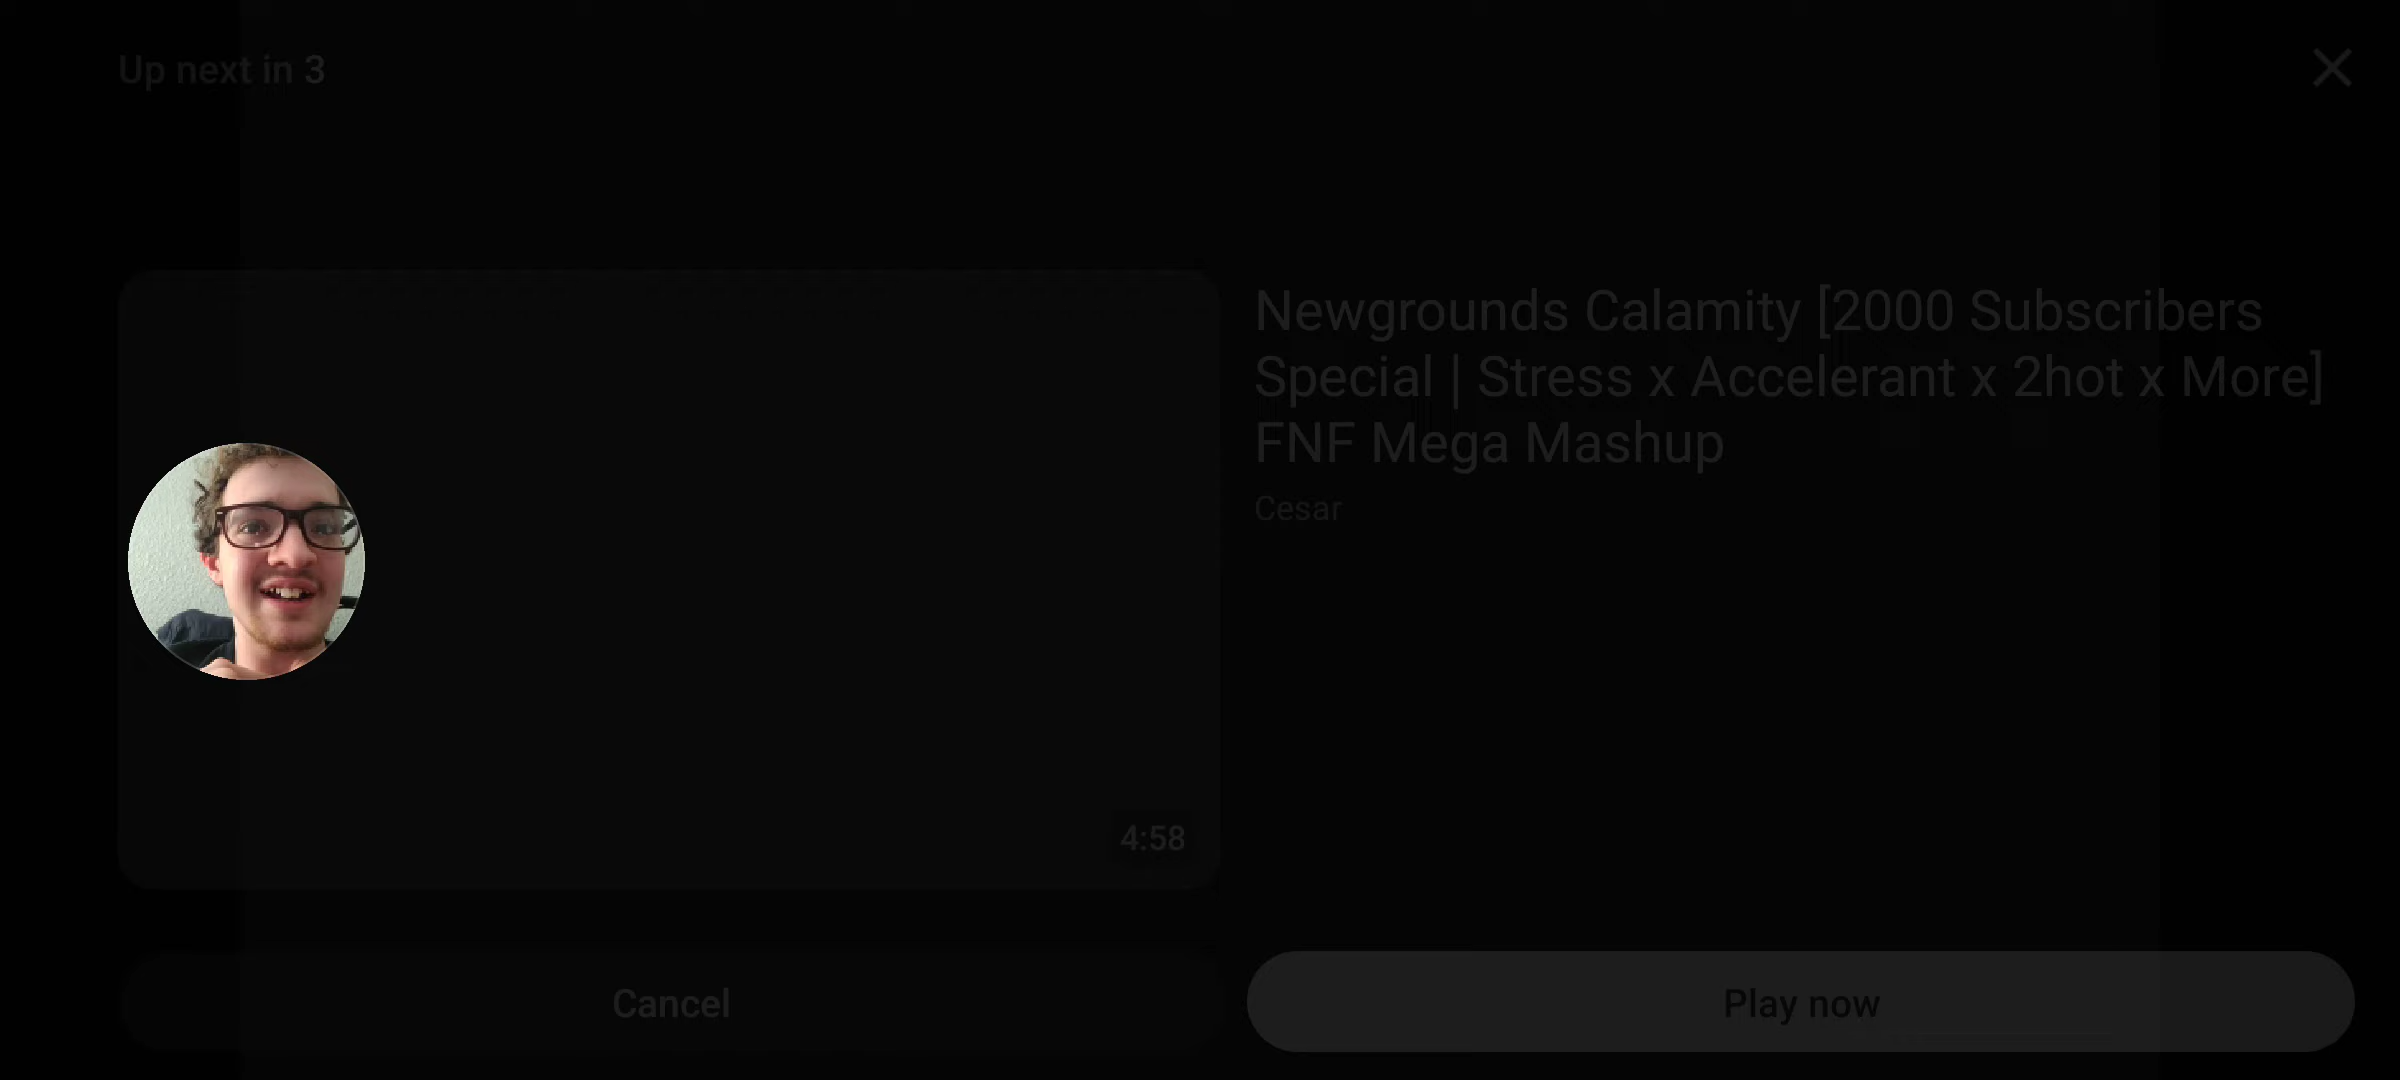 Up next in 3
Newgrounds Calamity [2000 Subscribers
Special | Stress x Accelerant x 2hot x More]
FNF Mega Mashup
Cesar
4:58
Cancel
Play now